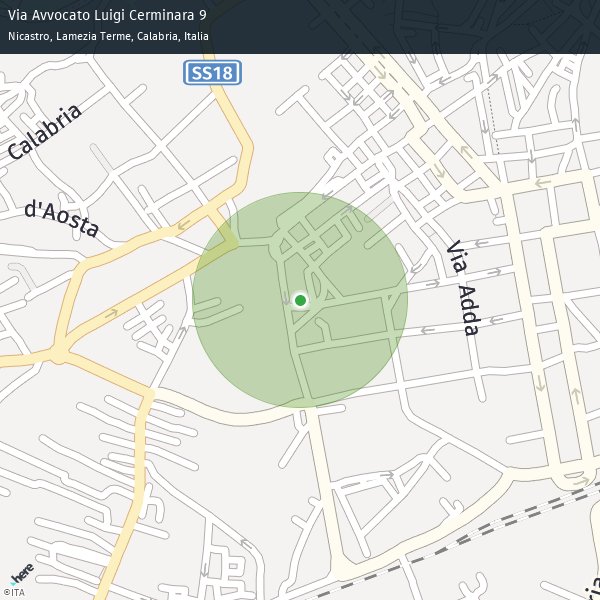 Via Avvocato Luigi Cerminara 9
Nicastro, Lamezia Terme, Calabria, Italia
SS18
Calabria
d'Aosta
Via Adda
here
©ITA